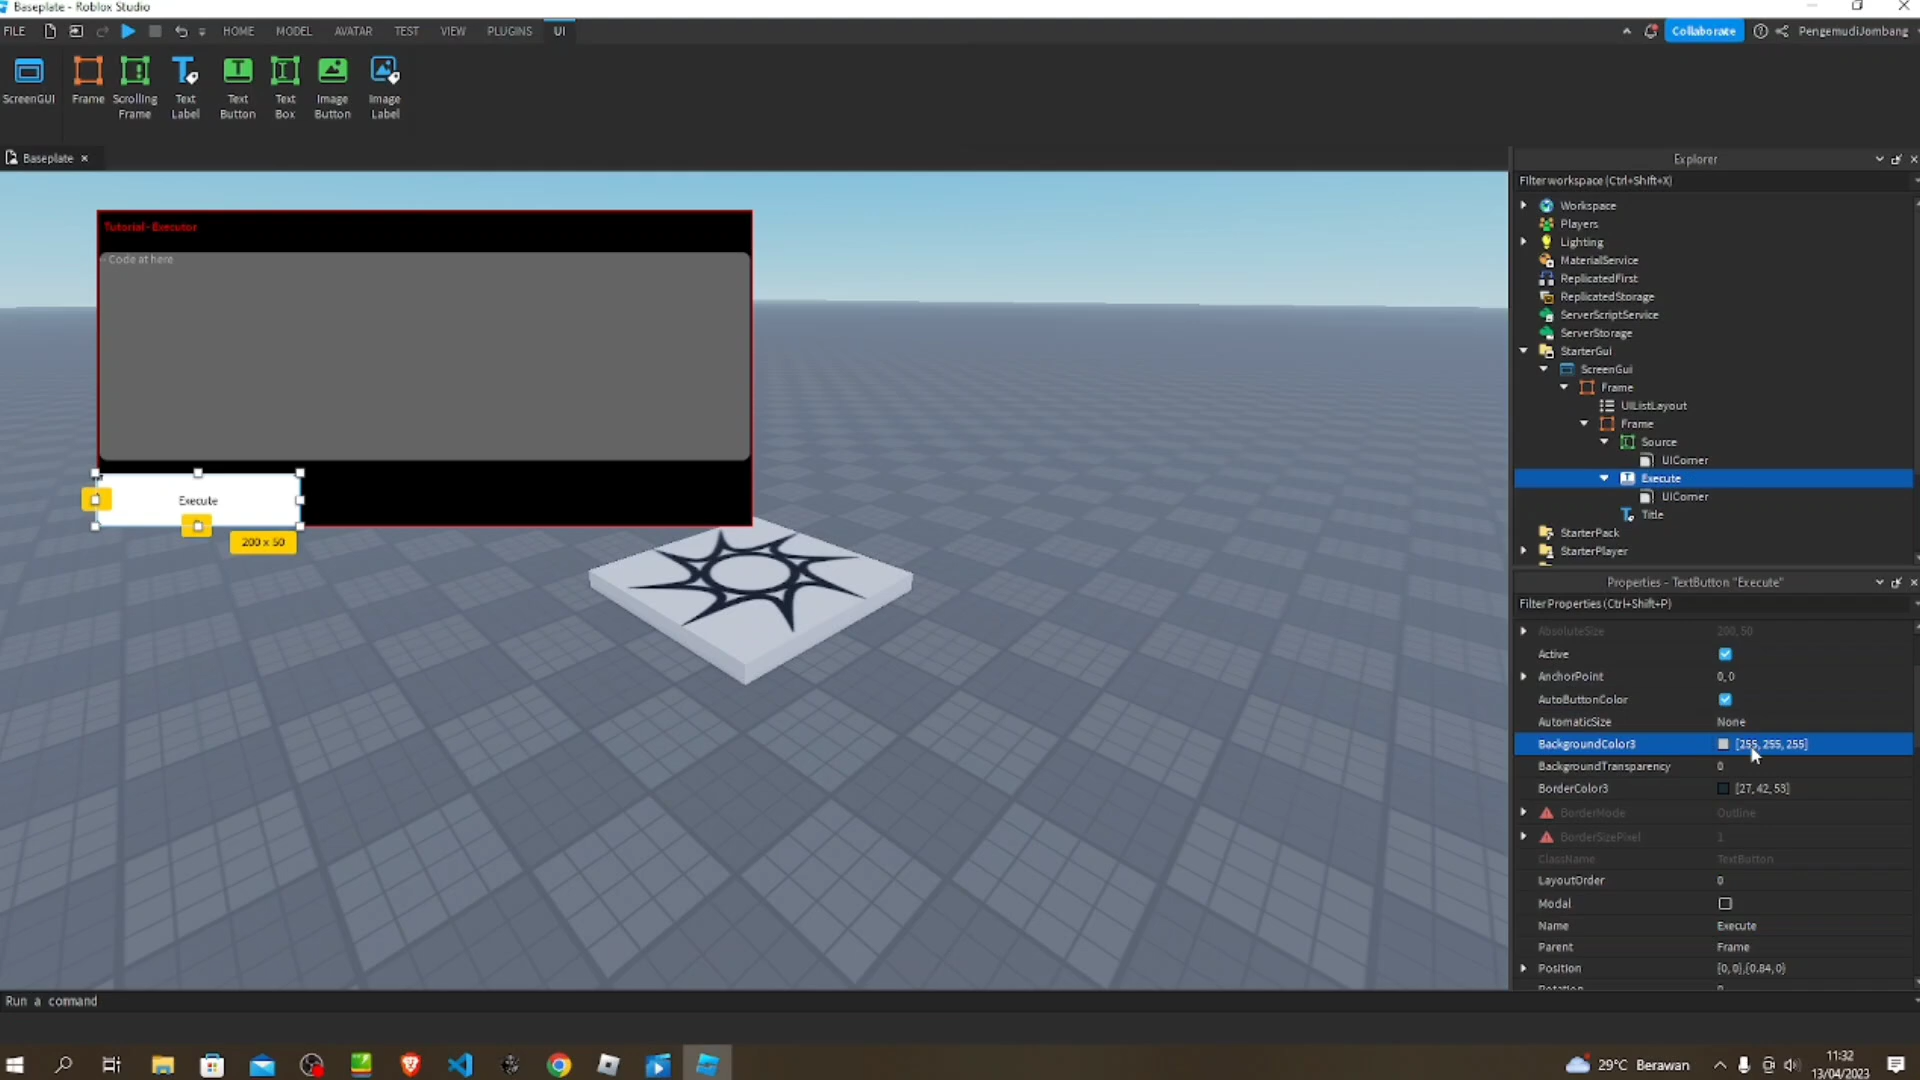 Baseplate - Roblox Studio
FILE
HOME
MODEL
AVATAR
TEST
VIEW
PLUGINS
UI
Collaborate
PengemudiJombang
ScreenGUI
Frame
Scrolling
Frame
Text
Label
Text
Button
Text
Box
Image
Button
Image
Label
Baseplate
Tutorial - Executor
-- Code at here
Execute
200 x 50
Explorer
Filter workspace (Ctrl+Shift+X)
Workspace
Players
Lighting
MaterialService
ReplicatedFirst
ReplicatedStorage
ServerScriptService
ServerStorage
StarterGui
ScreenGui
Frame
UIListLayout
Frame
Source
UICorner
Execute
UICorner
Title
StarterPack
StarterPlayer
Properties - TextButton "Execute"
Filter Properties (Ctrl+Shift+P)
AbsoluteSize 200, 50
Active
AnchorPoint 0, 0
AutoButtonColor
AutomaticSize None
BackgroundColor3 [255, 255, 255]
BackgroundTransparency 0
BorderColor3 [27, 42, 53]
BorderMode Outline
BorderSizePixel 1
ClassName TextButton
LayoutOrder 0
Modal
Name Execute
Parent Frame
Position {0, 0},{0.84, 0}
Rotation 0
Run a command
29°C Berawan
11:32
13/04/2023